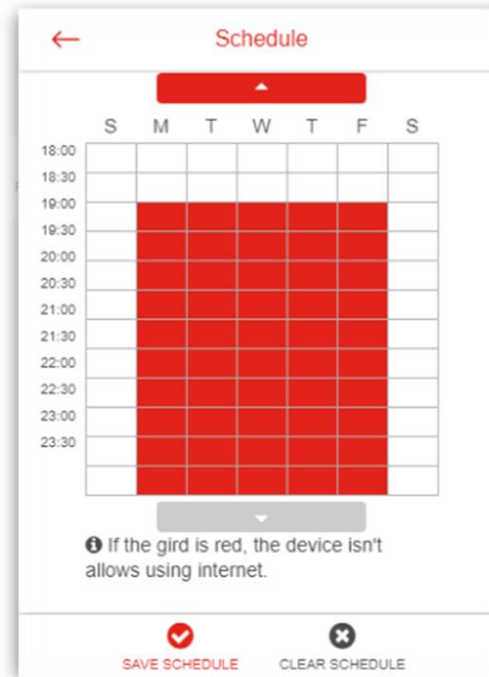 Schedule
S M T W T F S
18:00
18:30
19:00
19:30
20:00
20:30
21:00
21:30
22:00
22:30
23:00
23:30
If the gird is red, the device isn't
allows using internet.
SAVE SCHEDULE CLEAR SCHEDULE